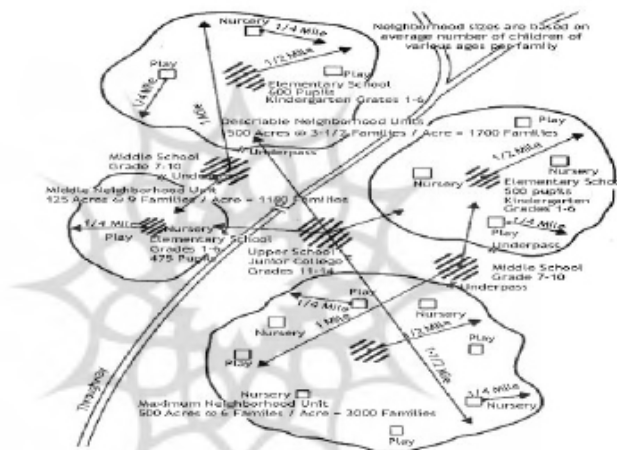 Nursery
1/4 Mile
Neighborhood sizes are based on
average number of children of
various ages per family
Play
1/2 Mile
Play
1/4 Mile
Elementary School
600 Pupils
Kindergarten Grates 1-6
1 Mile
Play
Describable Neighborhood Units
500 Acres @ 3-1/2 Families / Acre = 1700 Families
Underpass
1/2 Mile
Middle School
Grade 7-10
Underpass
Nursery
Nursery
Elementary School
500 pupils
Kindergarten
Grades 1-6
Middle Neighborhood Unit
125 Acres @ 9 Families / Acre = 1100 Families
1/4 Mile
Play
Nursery
Elementary School
Grades 1-6
475 Pupils
Play
1/4 Mile
Underpass
Upper School
Junior College
Grades 11-14
Middle School
Grade 7-10
Underpass
Play
1/4 Mile
1 Mile
Nursery
1/2 Mile
Nursery
Play
Play
1-1/2 Mile
Throughway
Nursery
1/4 Mile
Nursery
Maximum Neighborhood Unit
500 Acres @ 6 Familes / Acre = 3000 Families
Play